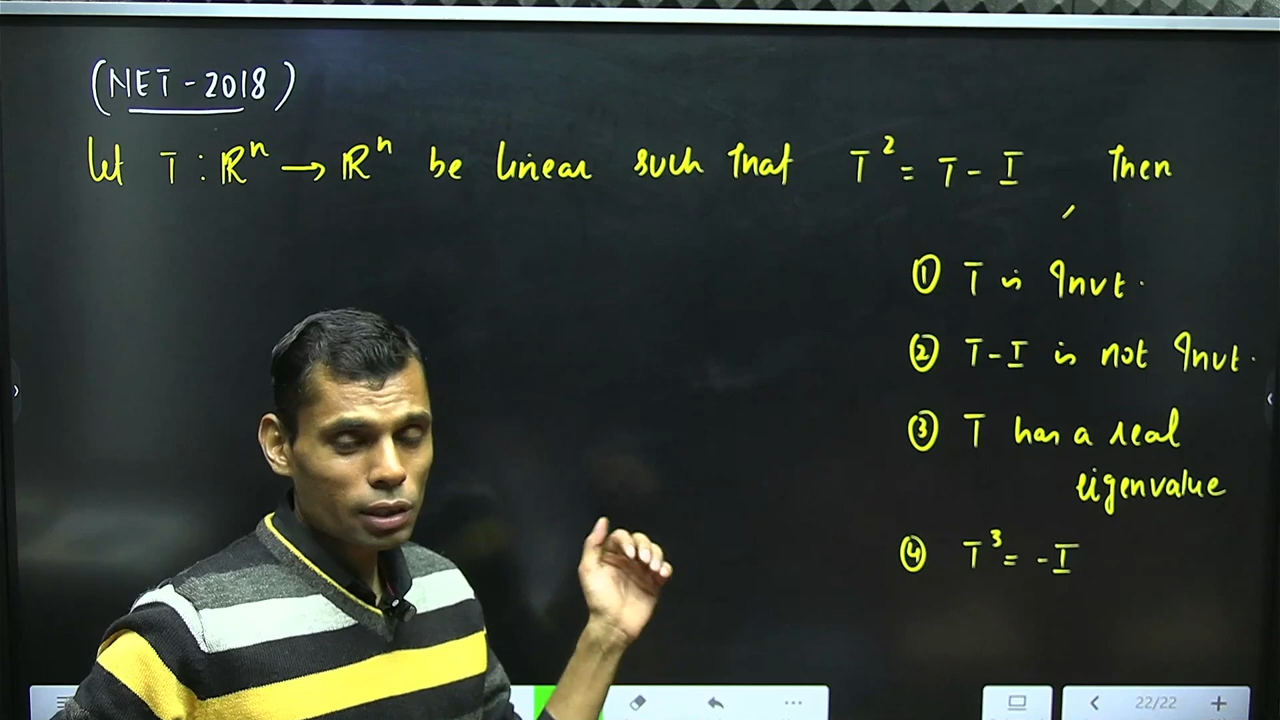 (NET-2018)
let T : ℝⁿ → ℝⁿ be linear such that T² = T - I Then
① T is Invt.
② T-I is not Invt.
③ T has a real
eigenvalue
④ T³ = -I
22/22